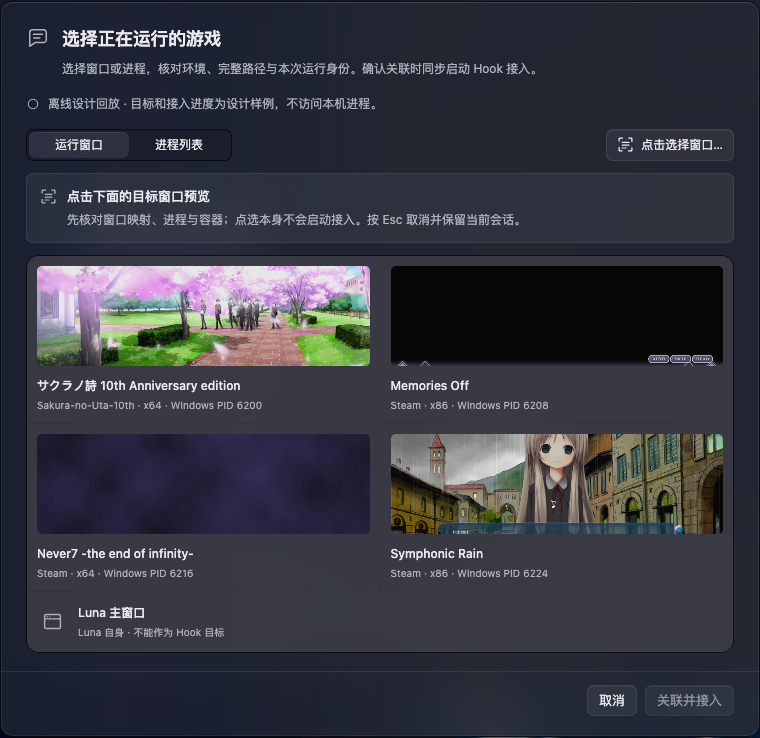 选择正在运行的游戏
选择窗口或进程，核对环境、完整路径与本次运行身份。确认关联时同步启动 Hook 接入。
离线设计回放 · 目标和接入进度为设计样例，不访问本机进程。
运行窗口
进程列表
点击选择窗口...
点击下面的目标窗口预览
先核对窗口映射、进程与容器；点选本身不会启动接入。按 Esc 取消并保留当前会话。
サクラノ詩 10th Anniversary edition
Sakura-no-Uta-10th · x64 · Windows PID 6200
Memories Off
Steam · x86 · Windows PID 6208
Never7 -the end of infinity-
Steam · x64 · Windows PID 6216
Symphonic Rain
Steam · x86 · Windows PID 6224
Luna 主窗口
Luna 自身 · 不能作为 Hook 目标
取消
关联并接入